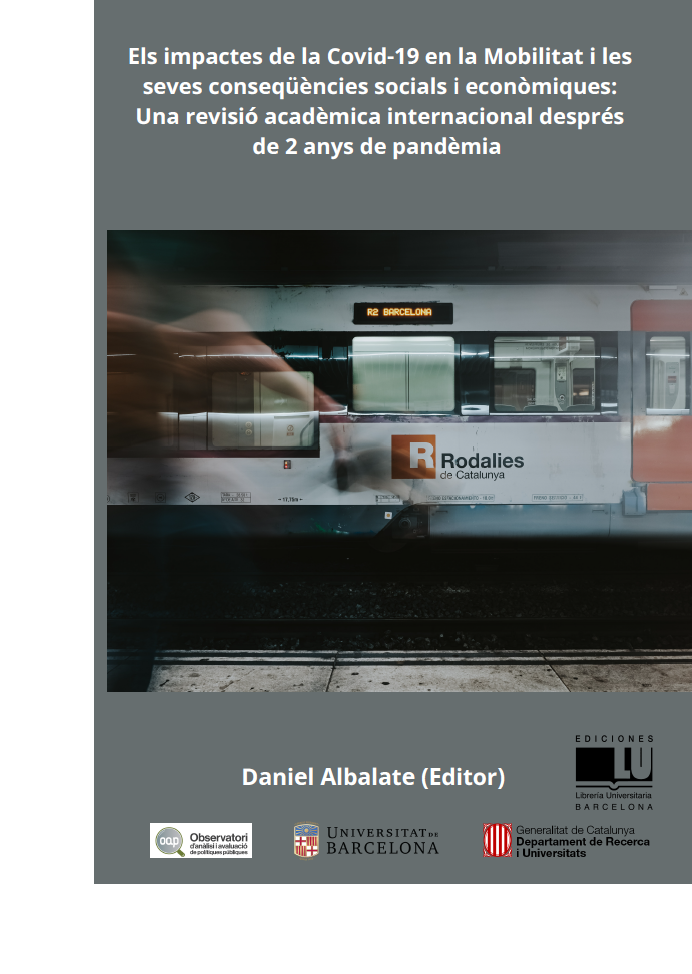 Els impactes de la Covid-19 en la Mobilitat i les
seves conseqüències socials i econòmiques:
Una revisió acadèmica internacional després
de 2 anys de pandèmia
R2 BARCELONA
R Rodalies
de Catalunya
17,75m
EDICIONES
LU
Librería Universitaria
BARCELONA
Daniel Albalate (Editor)
oap Observatori
d'anàlisi i avaluació
de polítiques públiques
UNIVERSITAT DE
BARCELONA
Generalitat de Catalunya
Departament de Recerca
i Universitats